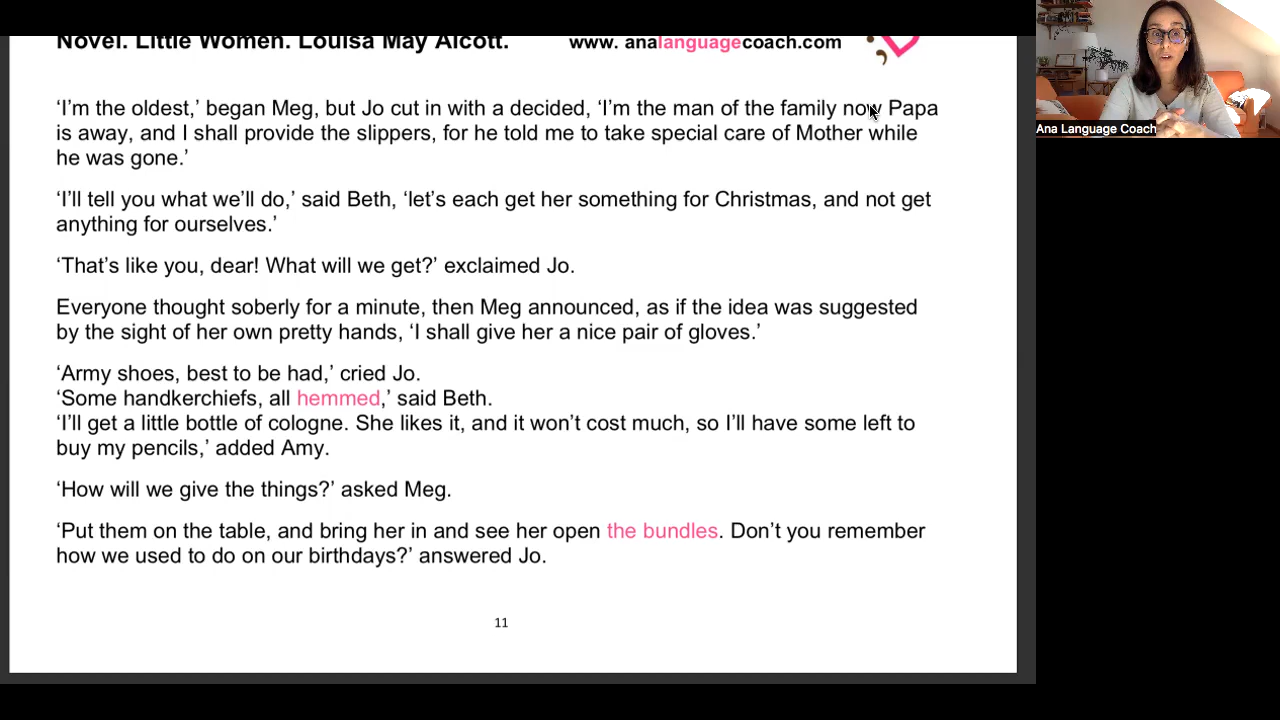 Novel. Little Women. Louisa May Alcott. www. analanguagecoach.com
‘I’m the oldest,’ began Meg, but Jo cut in with a decided, ‘I’m the man of the family now Papa
is away, and I shall provide the slippers, for he told me to take special care of Mother while
he was gone.’
‘I’ll tell you what we’ll do,’ said Beth, ‘let’s each get her something for Christmas, and not get
anything for ourselves.’
‘That’s like you, dear! What will we get?’ exclaimed Jo.
Everyone thought soberly for a minute, then Meg announced, as if the idea was suggested
by the sight of her own pretty hands, ‘I shall give her a nice pair of gloves.’
‘Army shoes, best to be had,’ cried Jo.
‘Some handkerchiefs, all hemmed,’ said Beth.
‘I’ll get a little bottle of cologne. She likes it, and it won’t cost much, so I’ll have some left to
buy my pencils,’ added Amy.
‘How will we give the things?’ asked Meg.
‘Put them on the table, and bring her in and see her open the bundles. Don’t you remember
how we used to do on our birthdays?’ answered Jo.
11
Ana Language Coach